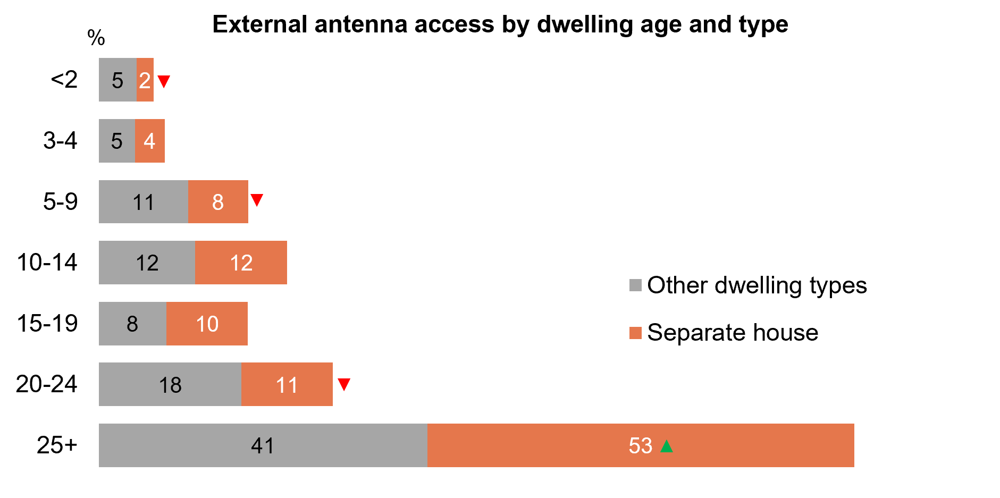 External antenna access by dwelling age and type
%
<2 5 2 ▼
3-4 5 4
5-9 11 8 ▼
10-14 12 12
15-19 8 10
20-24 18 11 ▼
25+ 41 53 ▲
Other dwelling types
Separate house